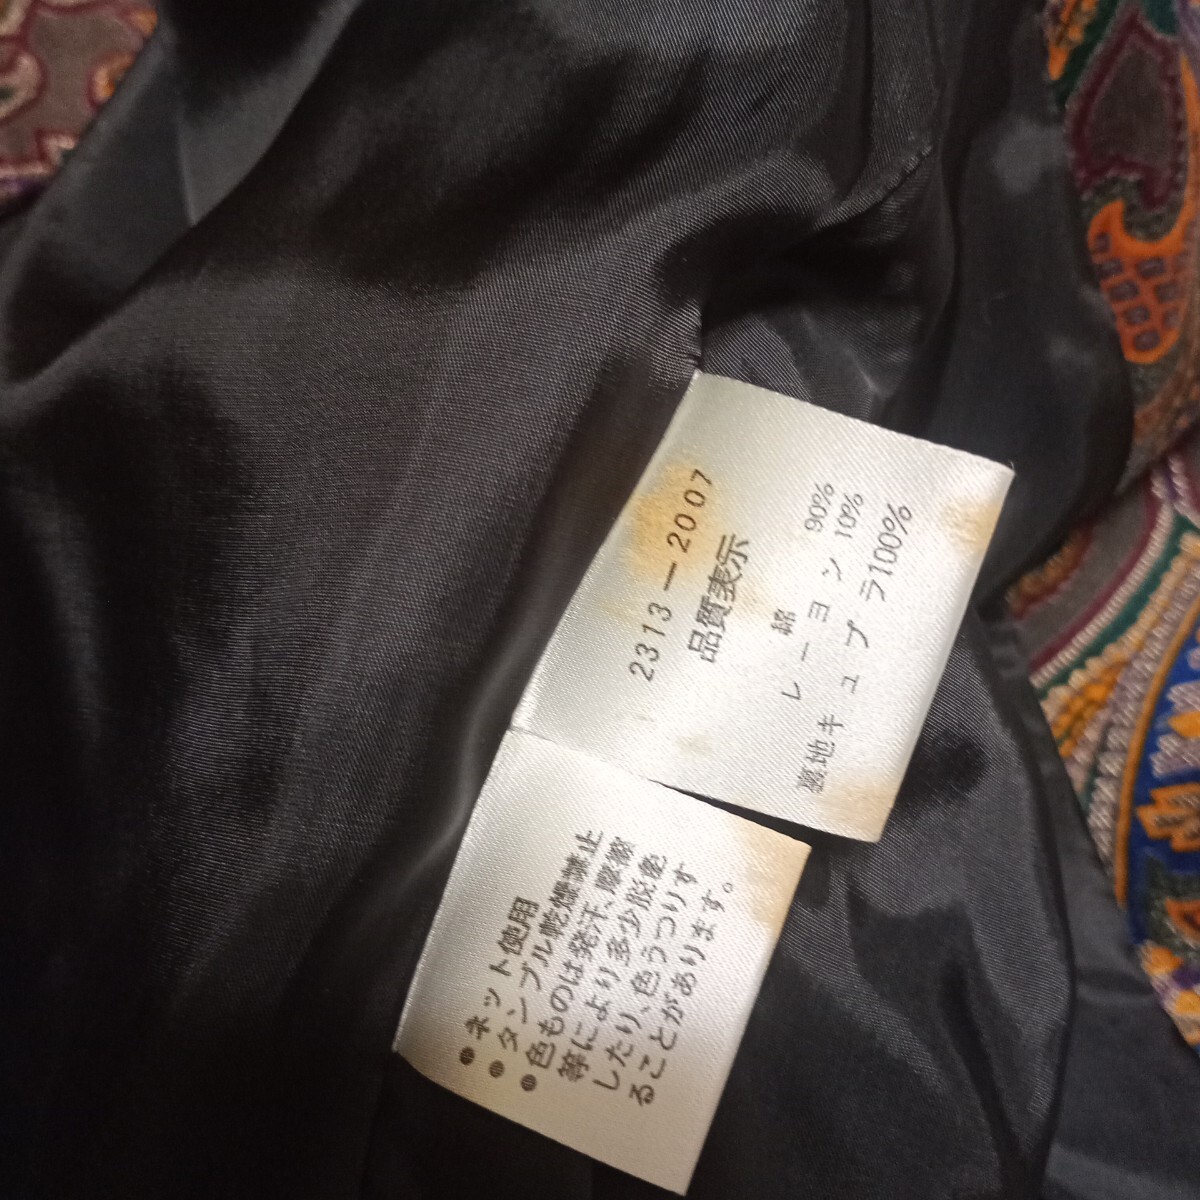 2313-2007
品質表示
綿 90%
レーヨン 10%
裏地キュプラ100%
●ネット使用
●タンブル乾燥謙止
●色ものは発汗、摩擦
等により多少脱色
したり、色うつりす
ることがあります。